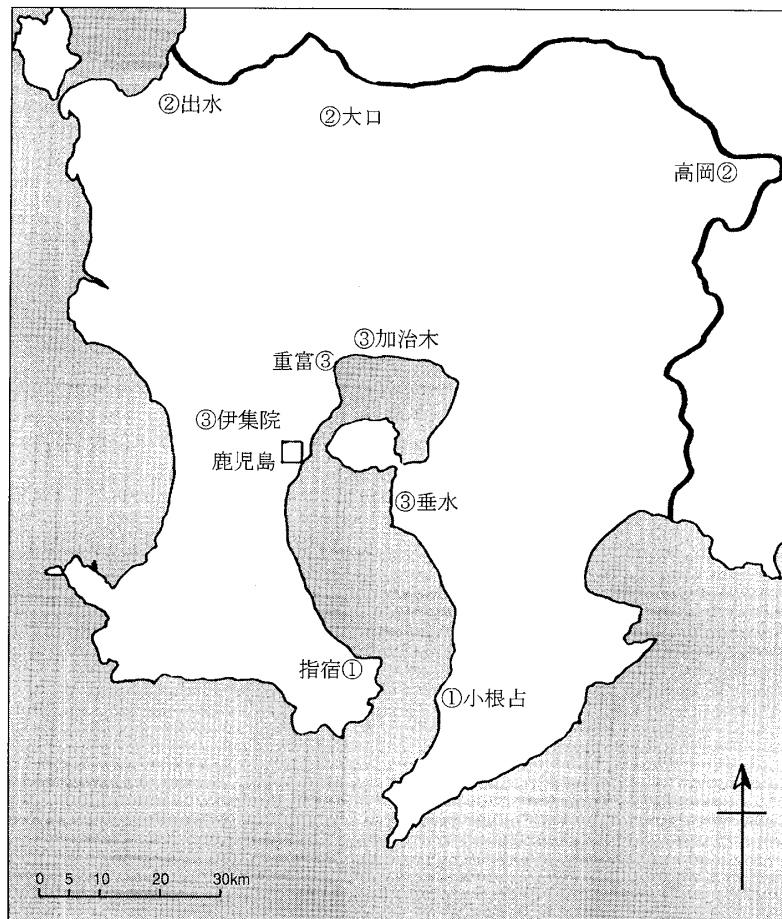 ②出水
②大口
高岡②
③加治木
重富③
③伊集院
鹿児島
③垂水
指宿①
①小根占
0 5 10 20 30km